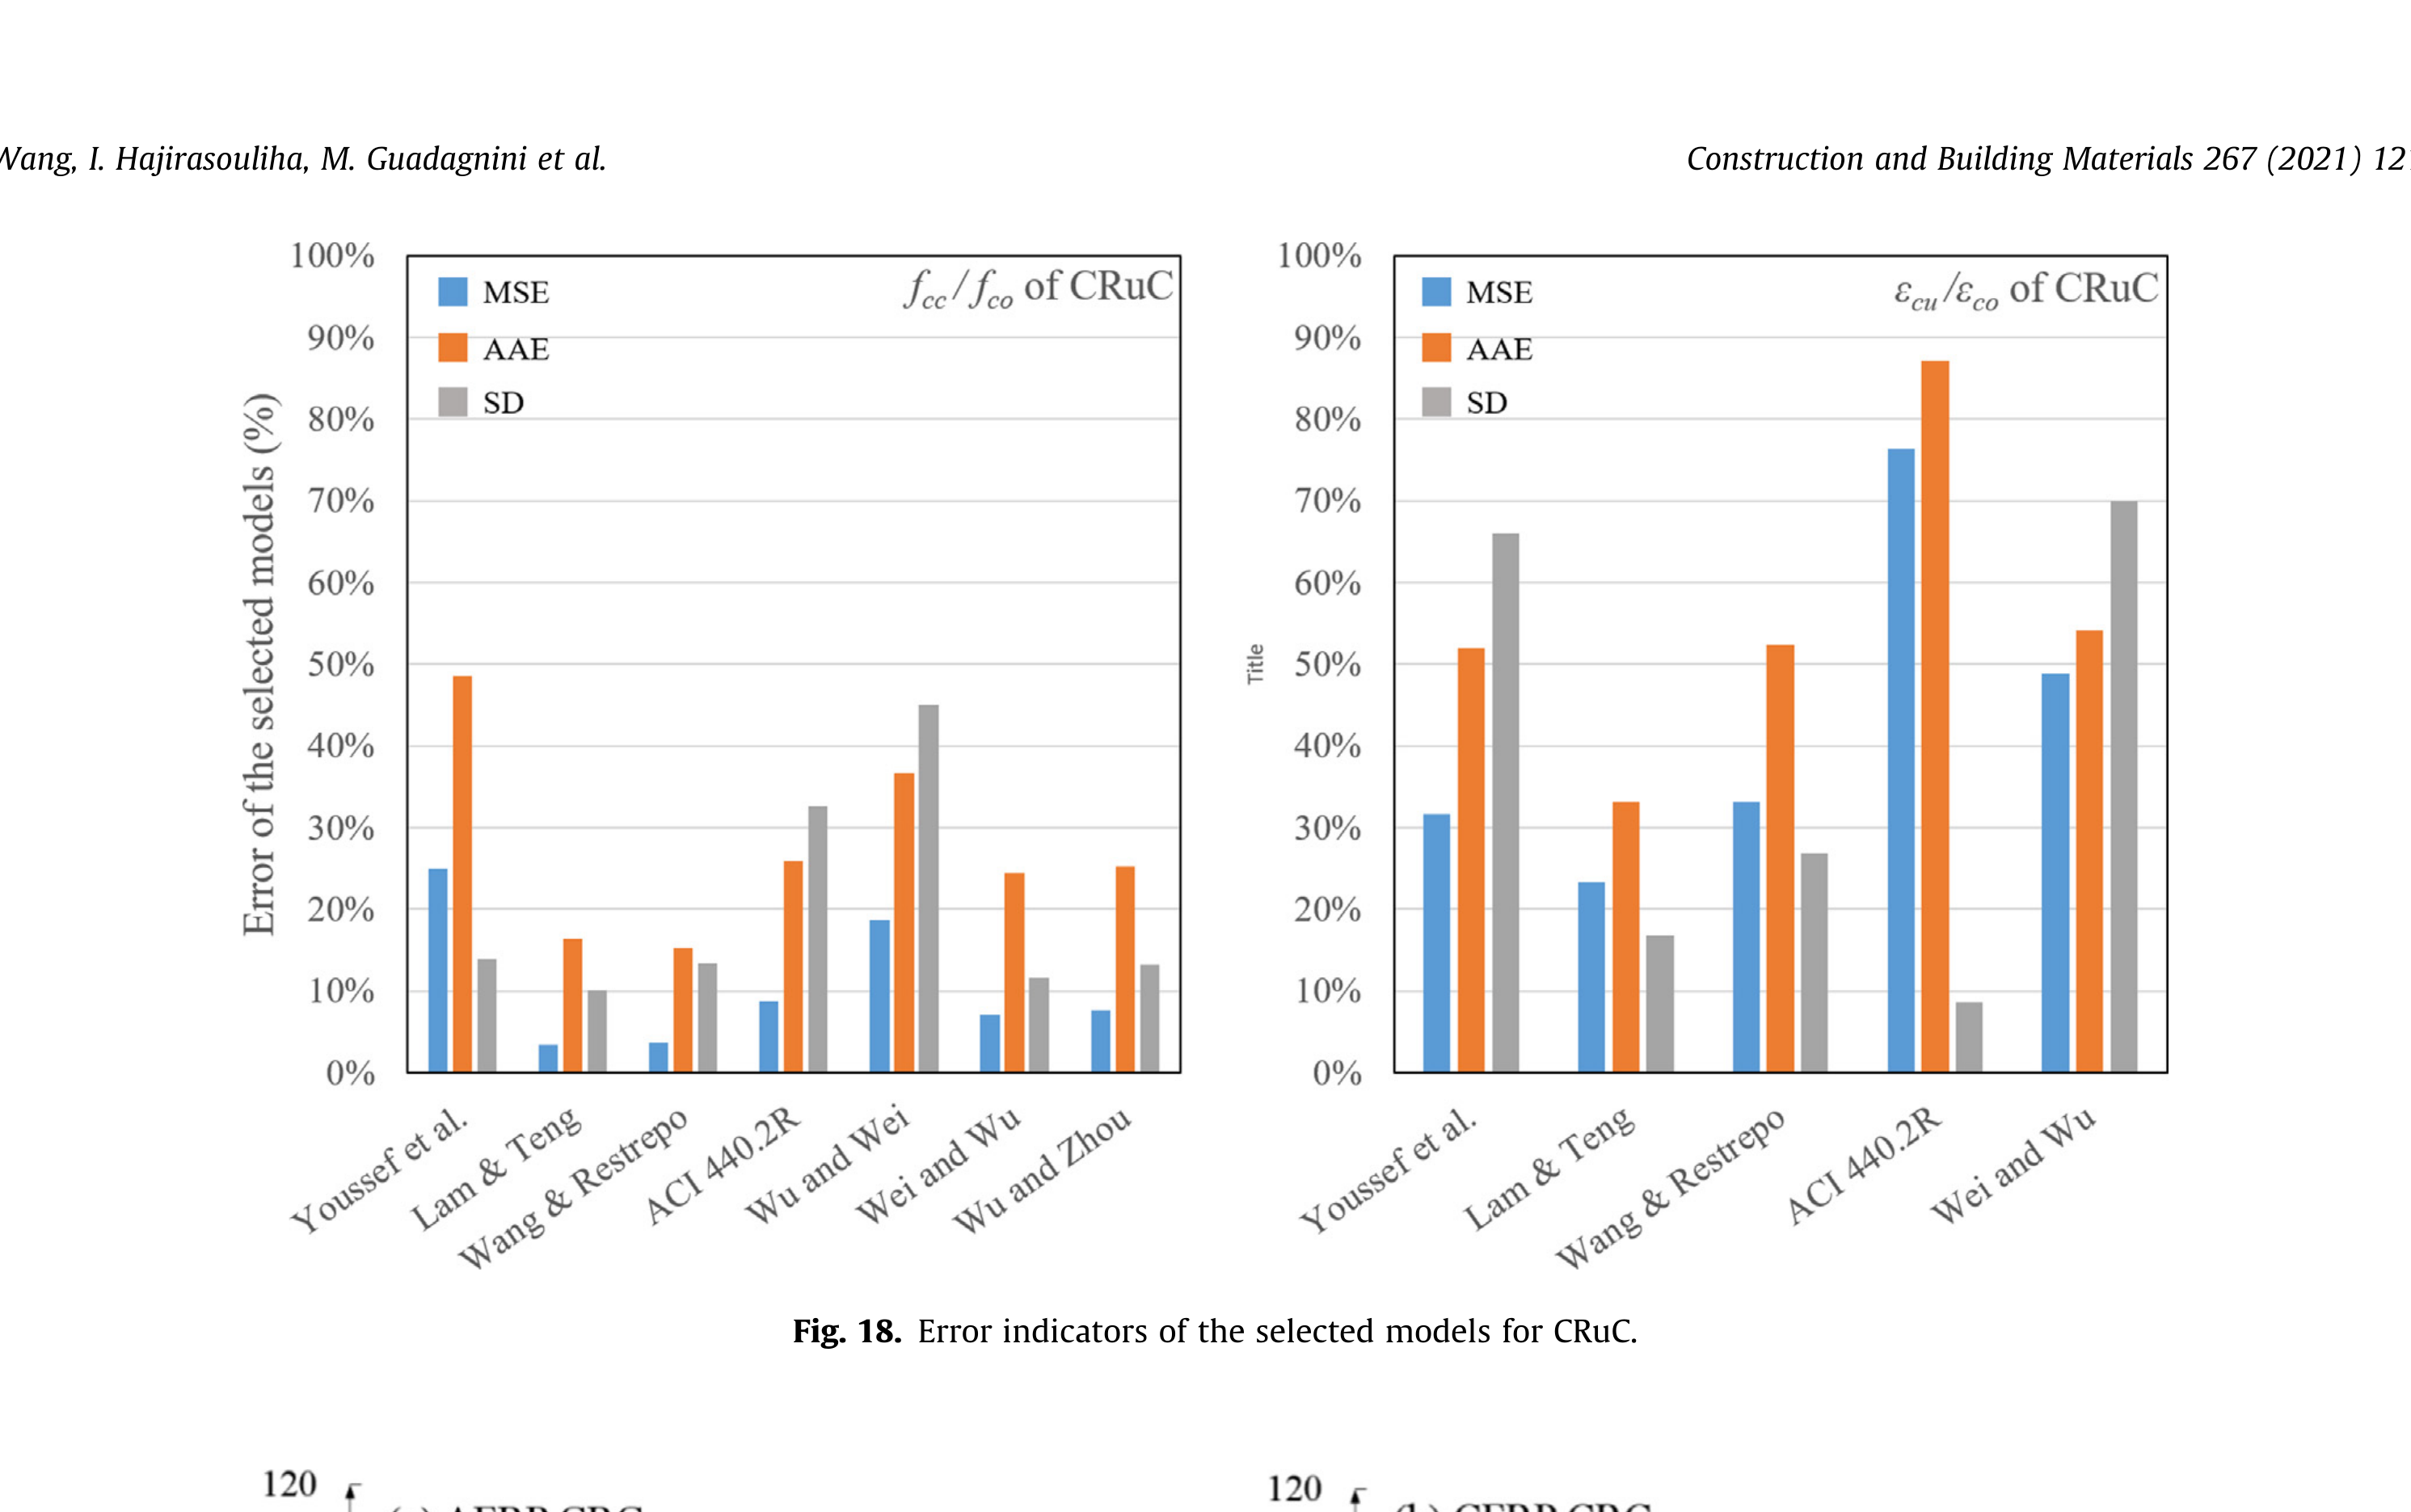 Wang, I. Hajirasouliha, M. Guadagnini et al.
Construction and Building Materials 267 (2021)
Error of the selected models (%)
100%
90%
80%
70%
60%
50%
40%
30%
20%
10%
0%
MSE
AAE
SD
fcc/fco of CRuC
Youssef et al.
Lam & Teng
Wang & Restrepo
ACI 440.2R
Wu and Wei
Wei and Wu
Wu and Zhou
Title
100%
90%
80%
70%
60%
50%
40%
30%
20%
10%
0%
MSE
AAE
SD
εcu/εco of CRuC
Youssef et al.
Lam & Teng
Wang & Restrepo
ACI 440.2R
Wei and Wu
Fig. 18. Error indicators of the selected models for CRuC.
120
120